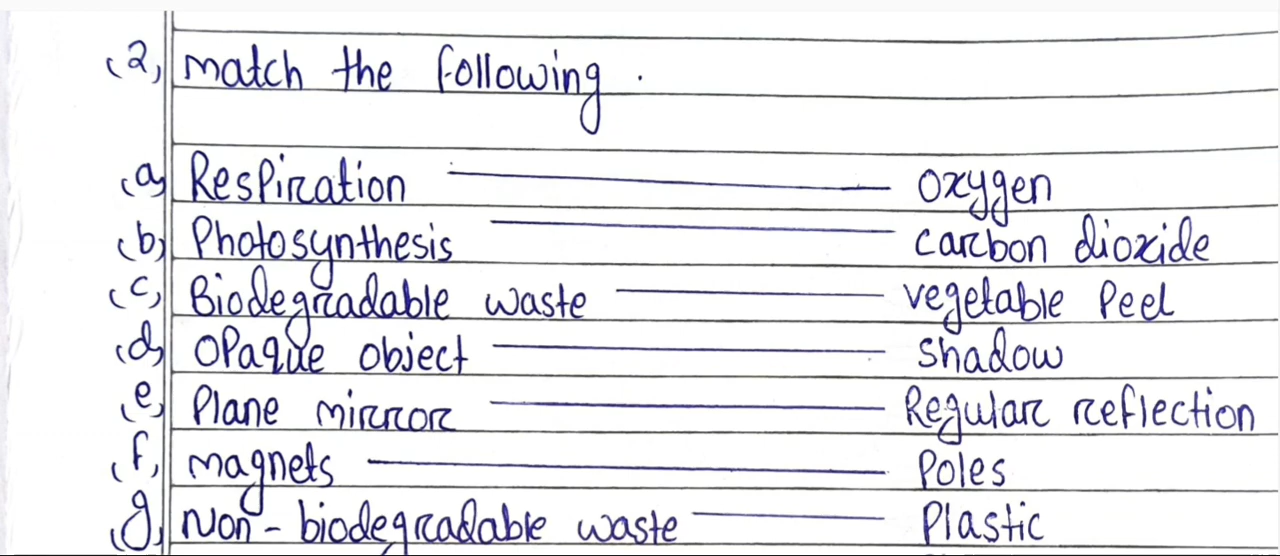 (2) match the following .
(a) Respiration — Oxygen
(b) Photosynthesis — carbon dioxide
(c) Biodegradable waste — vegetable Peel
(d) Opaque object — shadow
(e) Plane mirror — Regular reflection
(f) magnets — Poles
(g) Non-biodegradable waste — Plastic